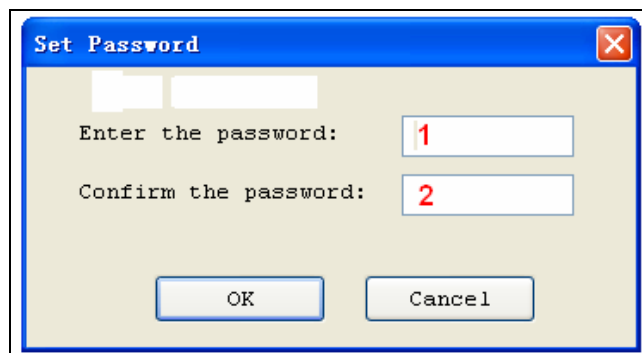 Set Password
Enter the password: 1
Confirm the password: 2
OK Cancel